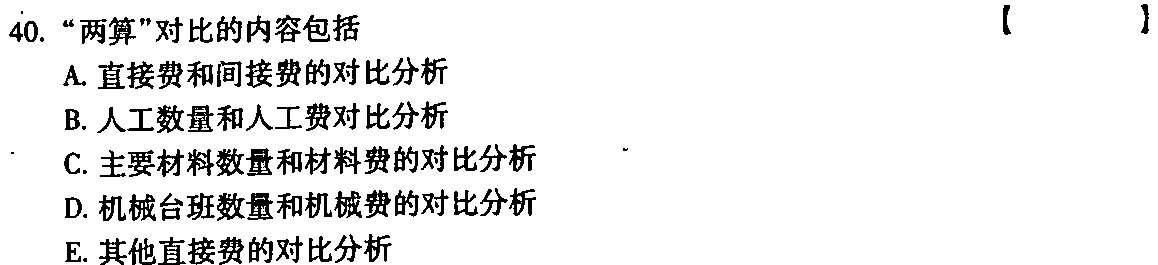 40. “两算”对比的内容包括 【 】
A. 直接费和间接费的对比分析
B. 人工数量和人工费对比分析
C. 主要材料数量和材料费的对比分析
D. 机械台班数量和机械费的对比分析
E. 其他直接费的对比分析